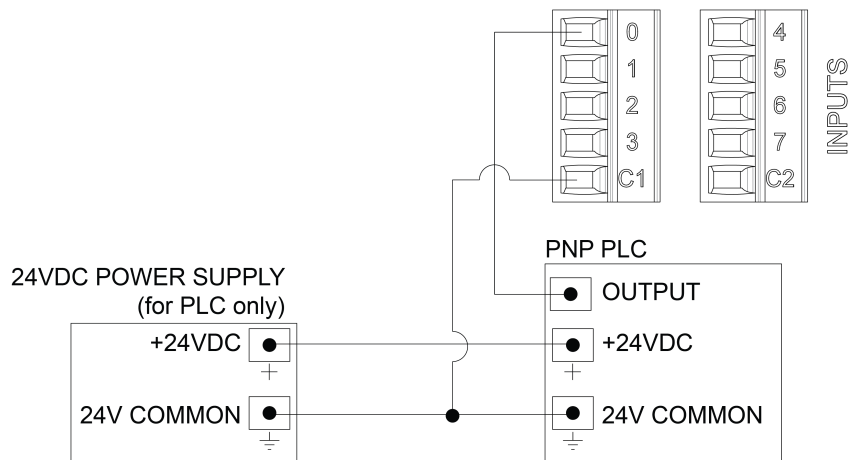 0
1
2
3
C1
4
5
6
7
C2
INPUTS
24VDC POWER SUPPLY
(for PLC only)
+24VDC
+
24V COMMON
PNP PLC
OUTPUT
+24VDC
+
24V COMMON